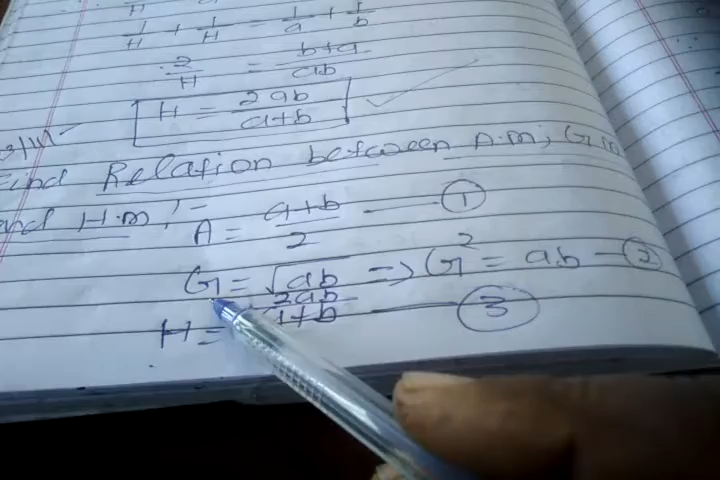 1/H + 1/H = 1/a + 1/b
2/H = b+a/ab
H = 2ab/a+b
Find Relation between A.M; G.M
and H.M; -
A = a+b/2 — ①
G = √ab => G² = ab — ②
H = 2ab/a+b — ③